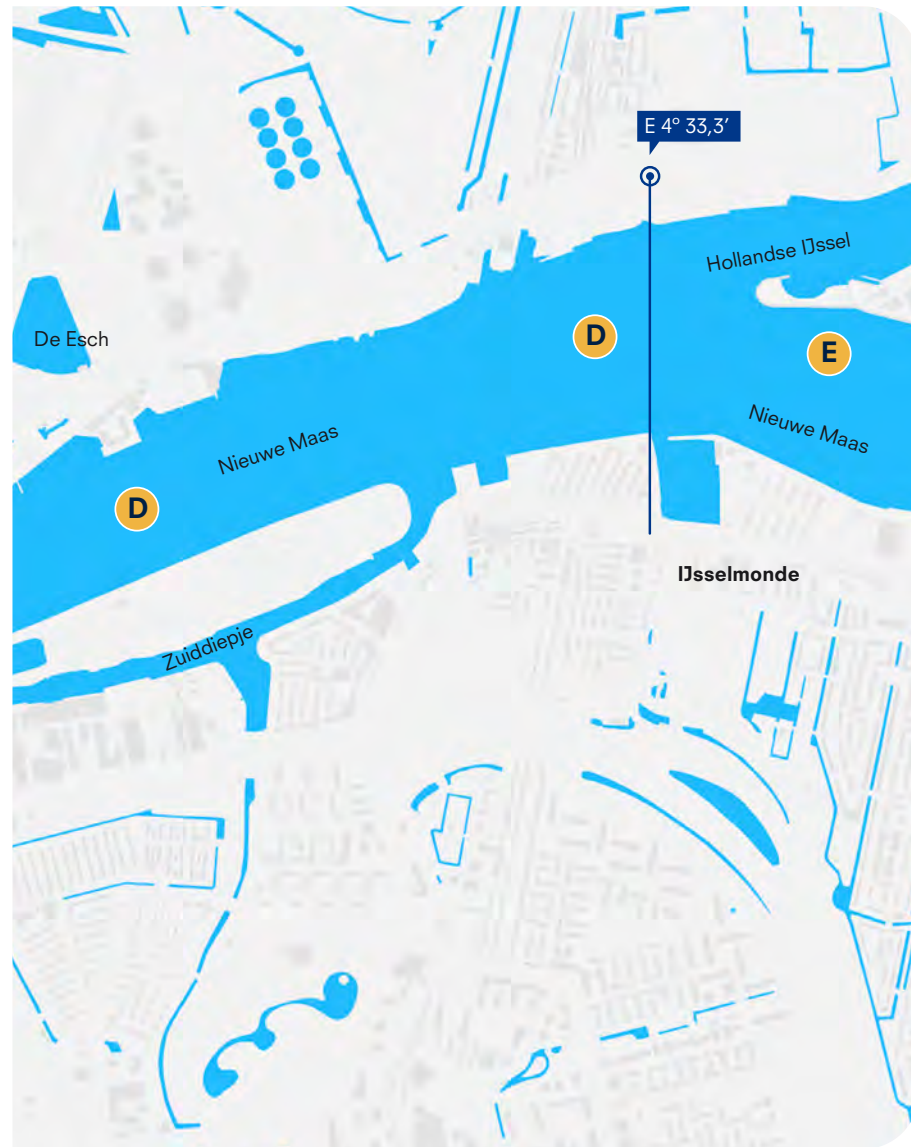 E 4° 33,3′
Hollandse IJssel
De Esch
D
E
Nieuwe Maas
Nieuwe Maas
D
IJsselmonde
Zuiddiepje